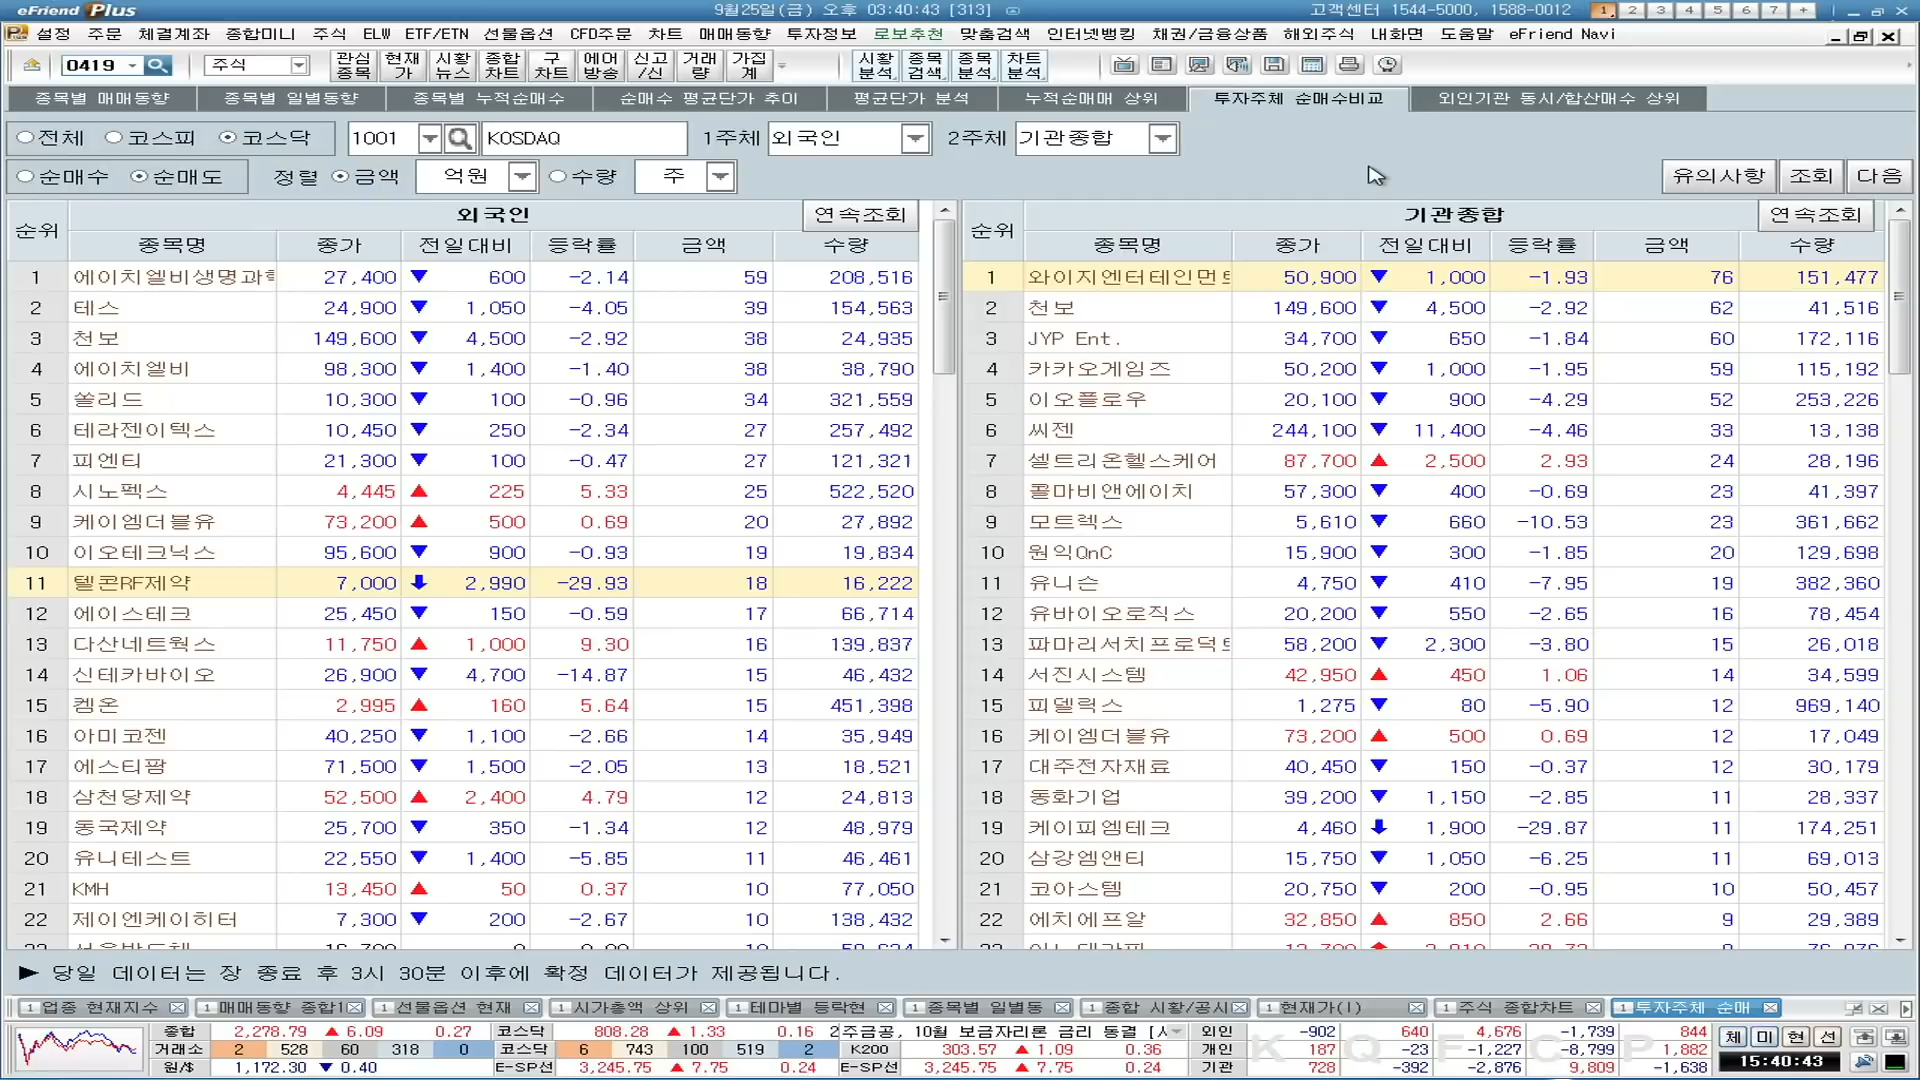 eFriend Plus 9월25일(금) 오후 03:40:43 [313] 고객센터 1544-5000, 1588-0012 1 2 3 4 5 6 7 +
설정 주문 체결계좌 종합미니 주식 ELW ETF/ETN 선물옵션 CFD주문 차트 매매동향 투자정보 로보추천 맞춤검색 인터넷뱅킹 채권/금융상품 해외주식 내화면 도움말 eFriend Navi
0419 주식 관심종목 현재가 시황뉴스 종합차트 구차트 에어방송 신고/신 거래량 가집계 시황분석 종목검색 종목분석 차트분석
종목별 매매동향 종목별 일별동향 종목별 누적순매수 순매수 평균단가 추이 평균단가 분석 누적순매매 상위 투자주체 순매수비교 외인기관 동시/합산매수 상위
전체 코스피 코스닥 1001 KOSDAQ 1주체 외국인 2주체 기관종합
순매수 순매도 정렬 금액 억원 수량 주 유의사항 조회 다음
순위 외국인 연속조회 순위 기관종합 연속조회
종목명 종가 전일대비 등락률 금액 수량 종목명 종가 전일대비 등락률 금액 수량
1 에이치엘비생명과학 27,400 ▼ 600 -2.14 59 208,516 1 와이지엔터테인먼트 50,900 ▼ 1,000 -1.93 76 151,477
2 테스 24,900 ▼ 1,050 -4.05 39 154,563 2 천보 149,600 ▼ 4,500 -2.92 62 41,516
3 천보 149,600 ▼ 4,500 -2.92 38 24,935 3 JYP Ent. 34,700 ▼ 650 -1.84 60 172,116
4 에이치엘비 98,300 ▼ 1,400 -1.40 38 38,790 4 카카오게임즈 50,200 ▼ 1,000 -1.95 59 115,192
5 쏠리드 10,300 ▼ 100 -0.96 34 321,559 5 이오플로우 20,100 ▼ 900 -4.29 52 253,226
6 테라젠이텍스 10,450 ▼ 250 -2.34 27 257,492 6 씨젠 244,100 ▼ 11,400 -4.46 33 13,138
7 피엔티 21,300 ▼ 100 -0.47 27 121,321 7 셀트리온헬스케어 87,700 ▲ 2,500 2.93 24 28,196
8 시노펙스 4,445 ▲ 225 5.33 25 522,520 8 콜마비앤에이치 57,300 ▼ 400 -0.69 23 41,397
9 케이엠더블유 73,200 ▲ 500 0.69 20 27,892 9 모트렉스 5,610 ▼ 660 -10.53 23 361,662
10 이오테크닉스 95,600 ▼ 900 -0.93 19 19,834 10 원익QnC 15,900 ▼ 300 -1.85 20 129,698
11 텔콘RF제약 7,000 ⬇ 2,990 -29.93 18 16,222 11 유니슨 4,750 ▼ 410 -7.95 19 382,360
12 에이스테크 25,450 ▼ 150 -0.59 17 66,714 12 유바이오로직스 20,200 ▼ 550 -2.65 16 78,454
13 다산네트웍스 11,750 ▲ 1,000 9.30 16 139,837 13 파마리서치프로덕트 58,200 ▼ 2,300 -3.80 15 26,018
14 신테카바이오 26,900 ▼ 4,700 -14.87 15 46,432 14 서진시스템 42,950 ▲ 450 1.06 14 34,599
15 켐온 2,995 ▲ 160 5.64 15 451,398 15 피델릭스 1,275 ▼ 80 -5.90 12 969,140
16 아미코젠 40,250 ▼ 1,100 -2.66 14 35,949 16 케이엠더블유 73,200 ▲ 500 0.69 12 17,049
17 에스티팜 71,500 ▼ 1,500 -2.05 13 18,521 17 대주전자재료 40,450 ▼ 150 -0.37 12 30,179
18 삼천당제약 52,500 ▲ 2,400 4.79 12 24,813 18 동화기업 39,200 ▼ 1,150 -2.85 11 28,337
19 동국제약 25,700 ▼ 350 -1.34 12 48,979 19 케이피엠테크 4,460 ⬇ 1,900 -29.87 11 174,251
20 유니테스트 22,550 ▼ 1,400 -5.85 11 46,461 20 삼강엠앤티 15,750 ▼ 1,050 -6.25 11 69,013
21 KMH 13,450 ▲ 50 0.37 10 77,050 21 코아스템 20,750 ▼ 200 -0.95 10 50,457
22 제이엔케이히터 7,300 ▼ 200 -2.67 10 138,432 22 에치에프알 32,850 ▲ 850 2.66 9 29,389
▶ 당일 데이터는 장 종료 후 3시 30분 이후에 확정 데이터가 제공됩니다.
1 업종 현재지수 1 매매동향 종합1 1 선물옵션 현재 1 시가총액 상위 1 테마별 등락현 1 종목별 일별동 1 종합 시황/공시 1 현재가(1) 1 주식 종합차트 1 투자주체 순매
종합 2,278.79 ▲ 6.09 0.27 코스닥 808.28 ▲ 1.33 0.16 2주금공, 10월 보금자리론 금리 동결 외인 -902 640 4,676 -1,739 844 체 미 현 선
거래소 2 528 60 318 0 코스닥 6 743 100 519 2 K200 303.57 ▲ 1.09 0.36 개인 187 -23 -1,227 -8,799 1,882
원/$ 1,172.30 ▼ 0.40 E-SP선 3,245.75 ▲ 7.75 0.24 E-SP선 3,245.75 ▲ 7.75 0.24 기관 728 -392 -2,876 9,809 -1,638 15:40:43
K Q F C P